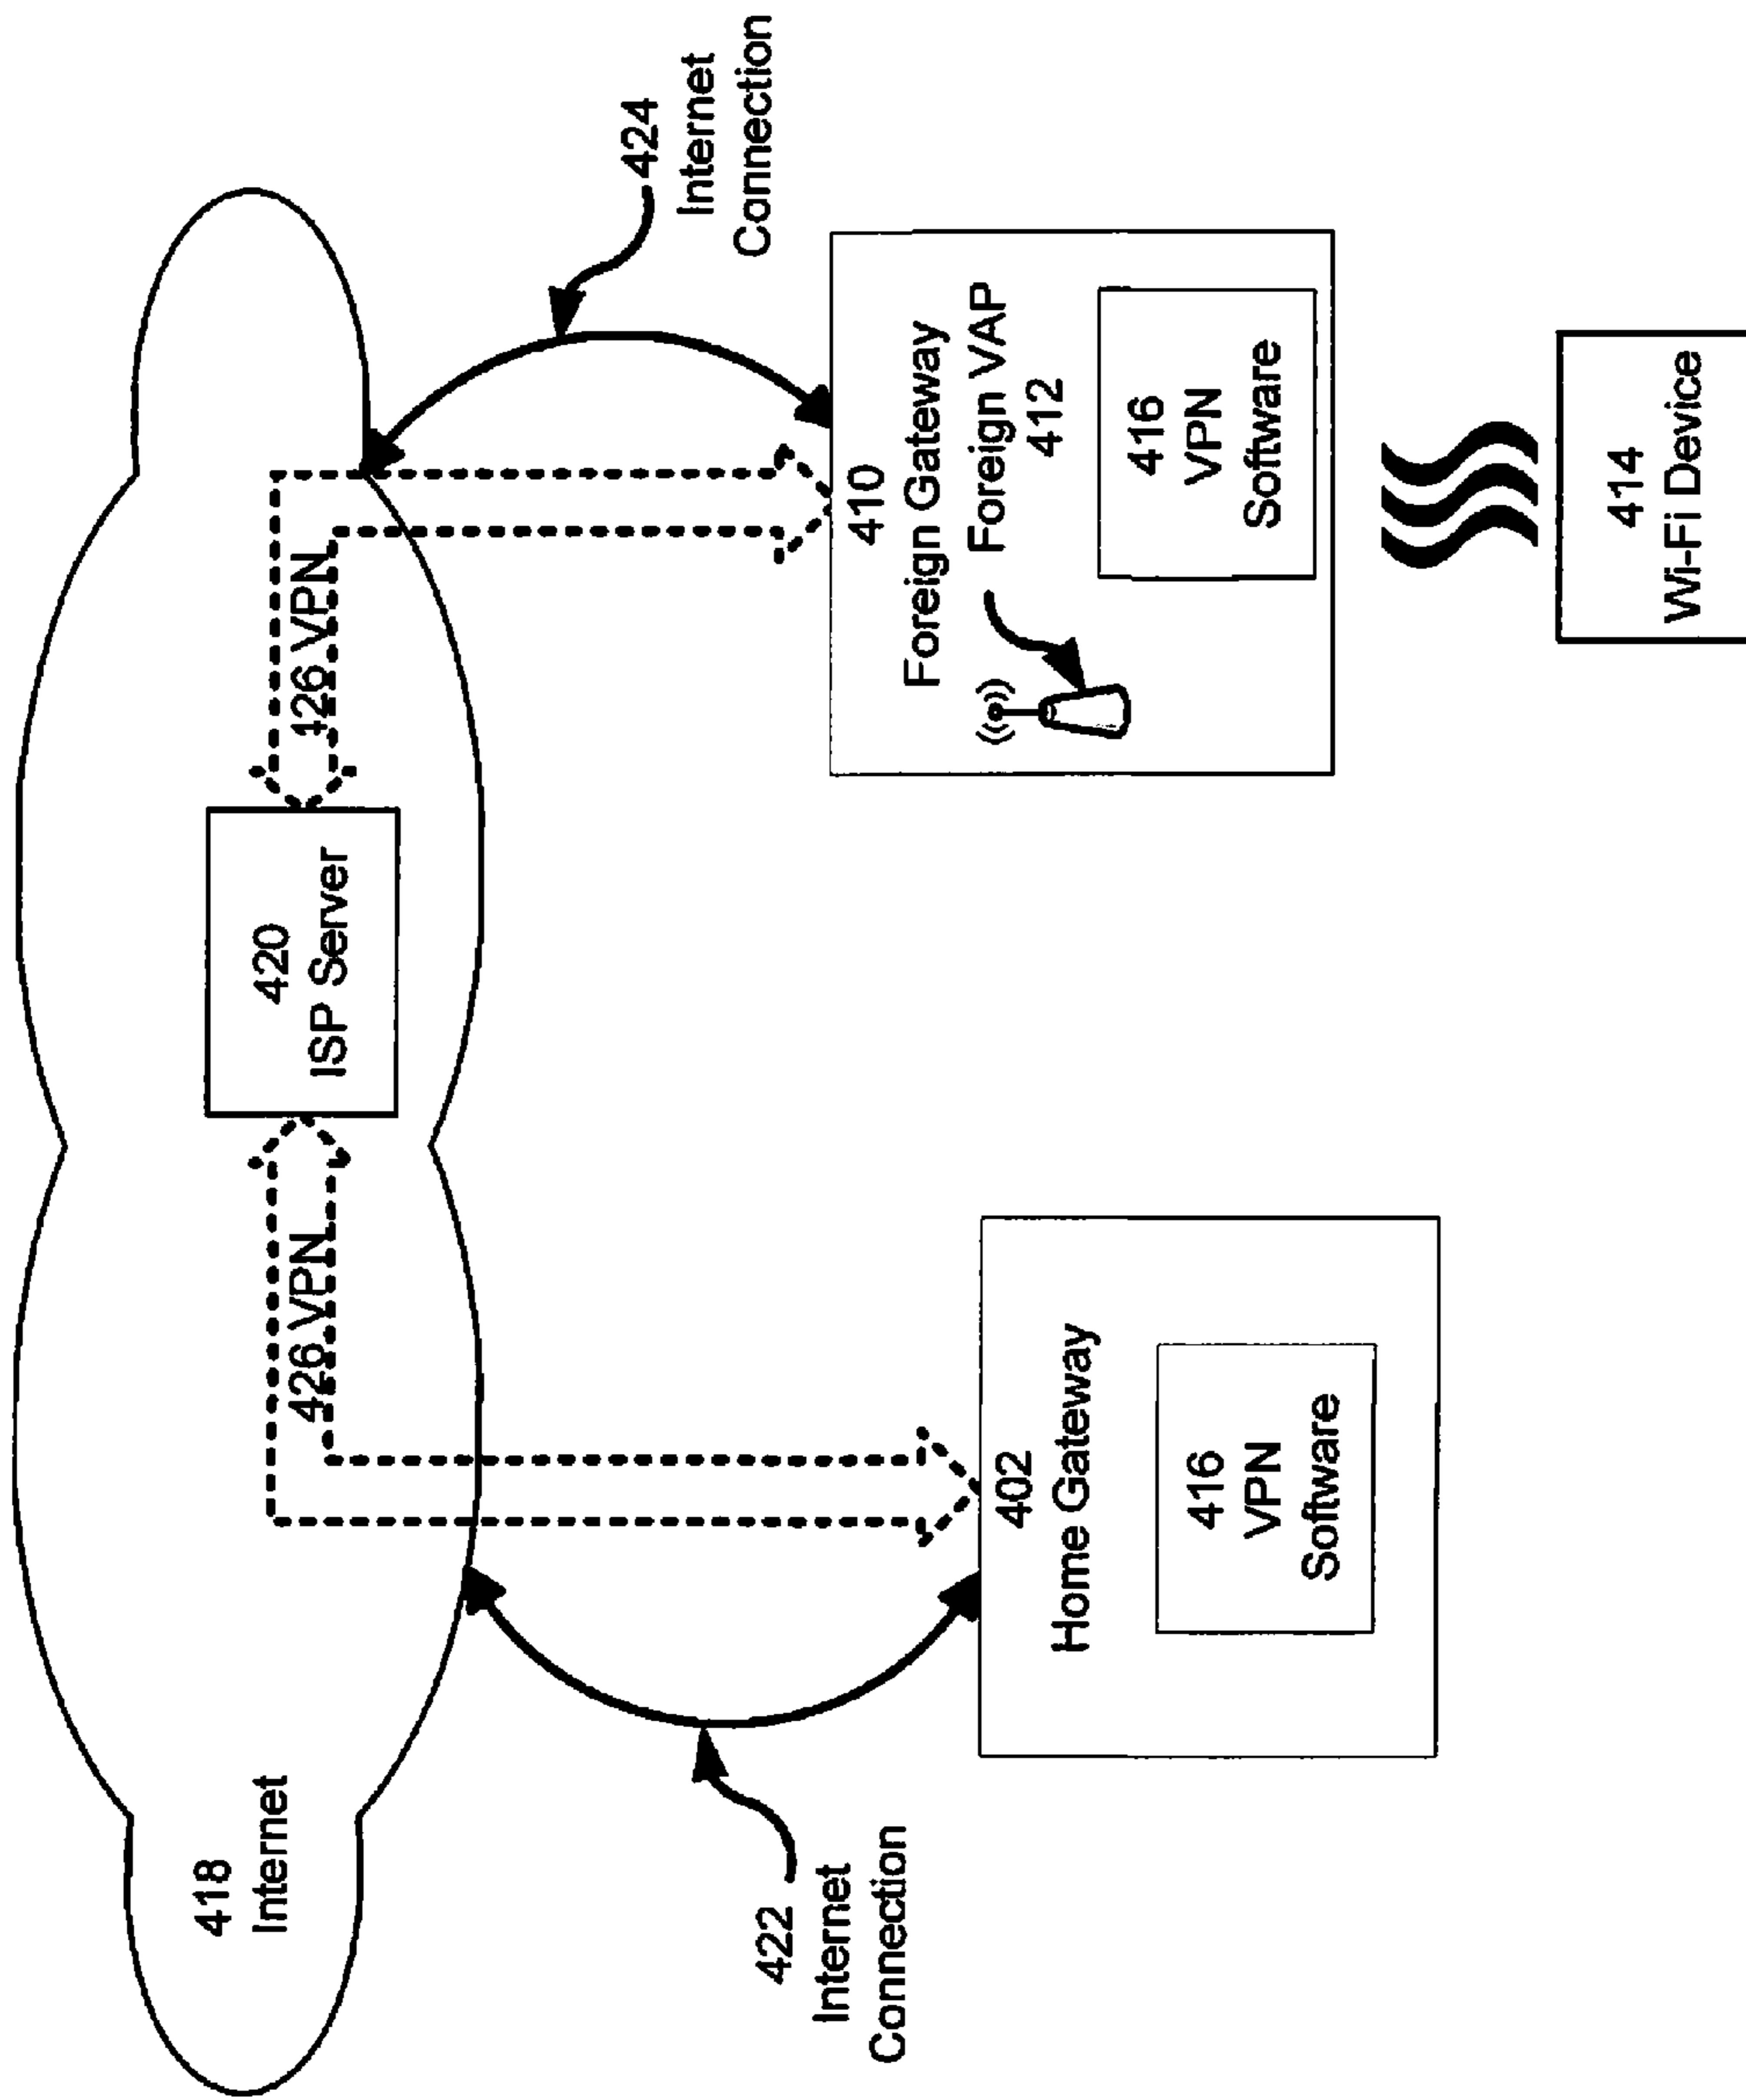 418
Internet
420
ISP Server
426 VPN
426 VPN
422
Internet
Connection
424
Internet
Connection
402
Home Gateway
416
VPN
Software
410
Foreign Gateway
Foreign VAP
412
416
VPN
Software
414
Wi-Fi Device